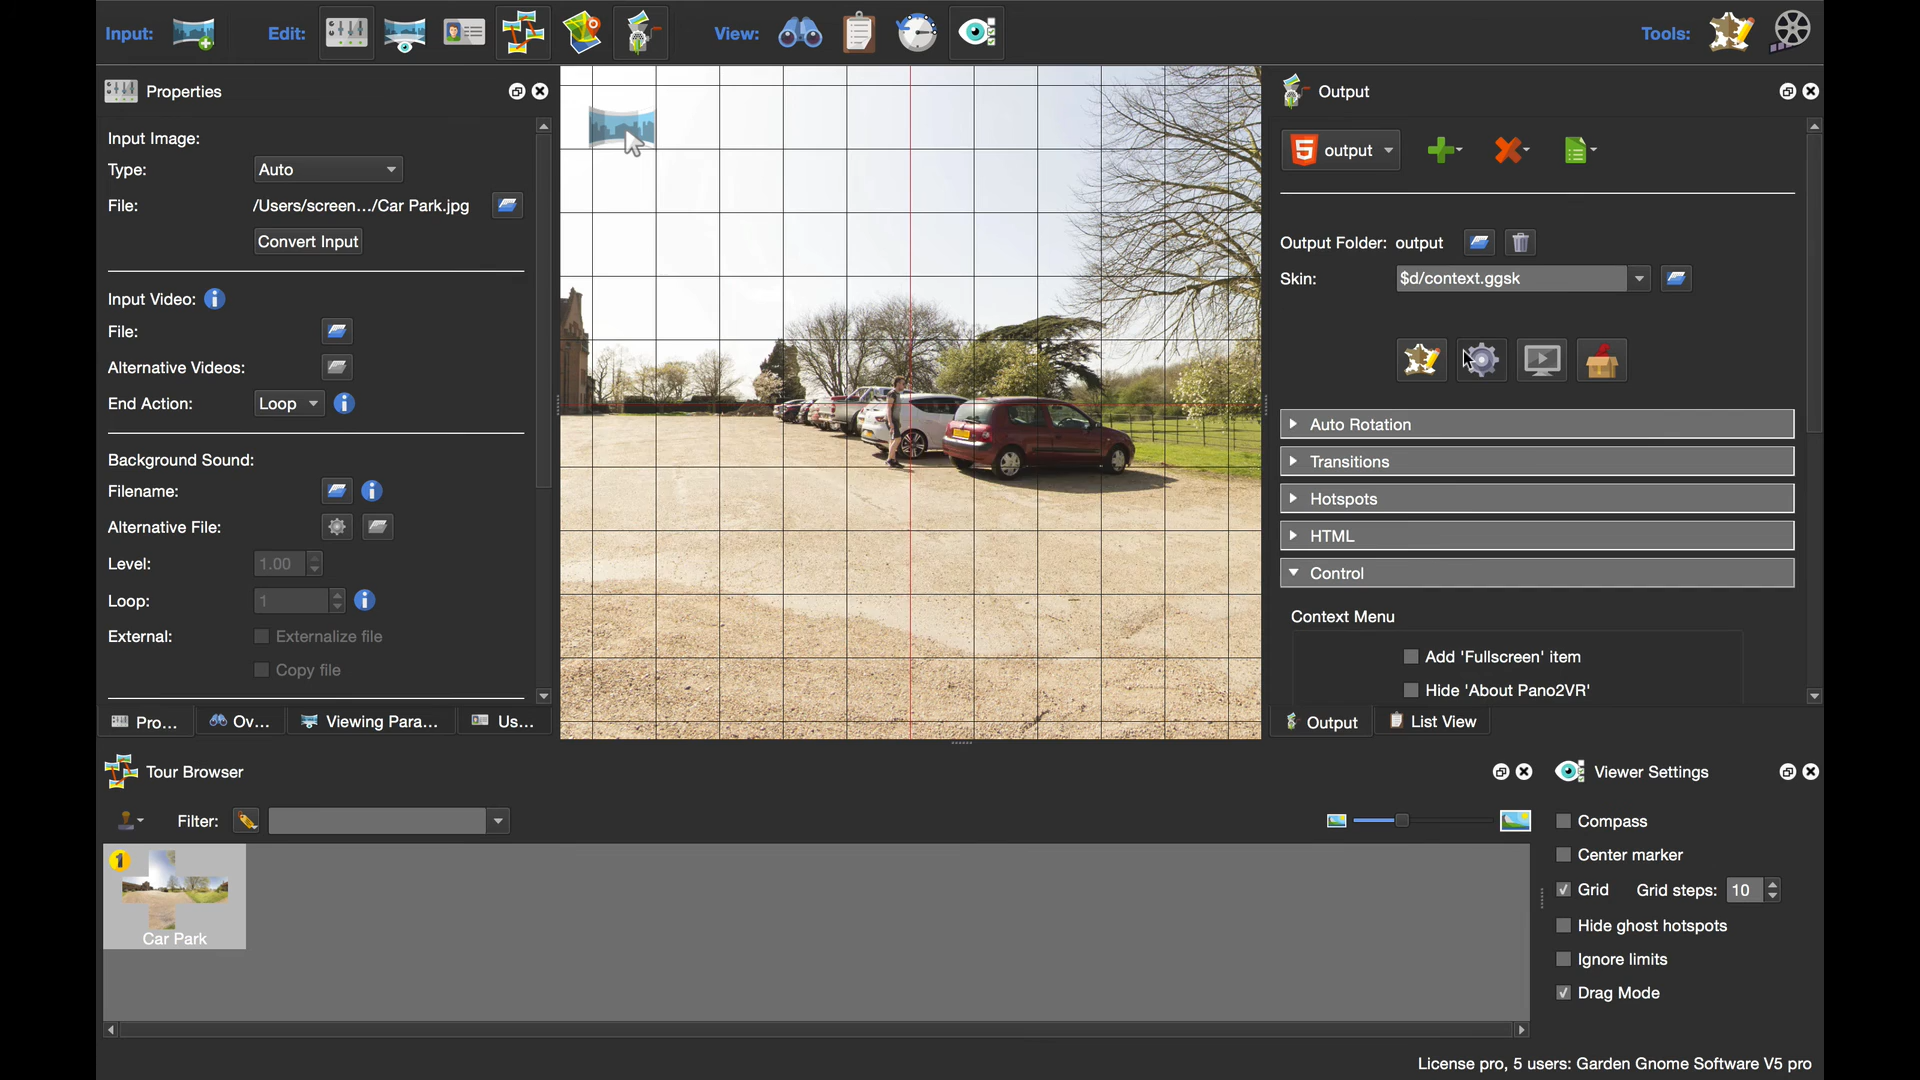 Input:
Edit:
View:
Tools:
Properties
Input Image:
Type:
Auto
File:
/Users/screen.../Car Park.jpg
Convert Input
Input Video:
File:
Alternative Videos:
End Action:
Loop
Background Sound:
Filename:
Alternative File:
Level:
1.00
Loop:
1
External:
Externalize file
Copy file
Pro...
Ov...
Viewing Para...
Us...
Output
5 output
Output Folder: output
Skin:
$d/context.ggsk
Auto Rotation
Transitions
Hotspots
HTML
Control
Context Menu
Add 'Fullscreen' item
Hide 'About Pano2VR'
Output
List View
Tour Browser
Filter:
1
Car Park
Viewer Settings
Compass
Center marker
Grid
Grid steps:
10
Hide ghost hotspots
Ignore limits
Drag Mode
License pro, 5 users: Garden Gnome Software V5 pro